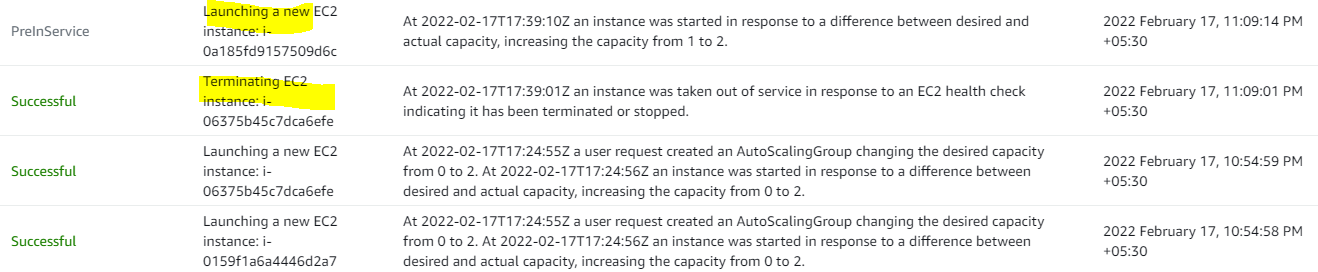 PreInService
Launching a new EC2
instance: i-
0a185fd9157509d6c
At 2022-02-17T17:39:10Z an instance was started in response to a difference between desired and
actual capacity, increasing the capacity from 1 to 2.
2022 February 17, 11:09:14 PM
+05:30
Successful
Terminating EC2
instance: i-
06375b45c7dca6efe
At 2022-02-17T17:39:01Z an instance was taken out of service in response to an EC2 health check
indicating it has been terminated or stopped.
2022 February 17, 11:09:01 PM
+05:30
Successful
Launching a new EC2
instance: i-
06375b45c7dca6efe
At 2022-02-17T17:24:55Z a user request created an AutoScalingGroup changing the desired capacity
from 0 to 2. At 2022-02-17T17:24:56Z an instance was started in response to a difference between
desired and actual capacity, increasing the capacity from 0 to 2.
2022 February 17, 10:54:59 PM
+05:30
Successful
Launching a new EC2
instance: i-
0159f1a6a4446d2a7
At 2022-02-17T17:24:55Z a user request created an AutoScalingGroup changing the desired capacity
from 0 to 2. At 2022-02-17T17:24:56Z an instance was started in response to a difference between
desired and actual capacity, increasing the capacity from 0 to 2.
2022 February 17, 10:54:58 PM
+05:30